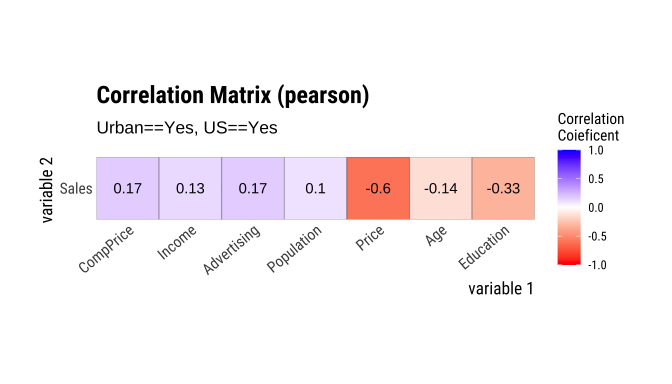 Correlation Matrix (pearson)
Urban==Yes, US==Yes
Correlation
Coieficent
1.0
0.5
0.0
-0.5
-1.0
variable 2
Sales
0.17 0.13 0.17 0.1 -0.6 -0.14 -0.33
CompPrice Income Advertising Population Price Age Education
variable 1